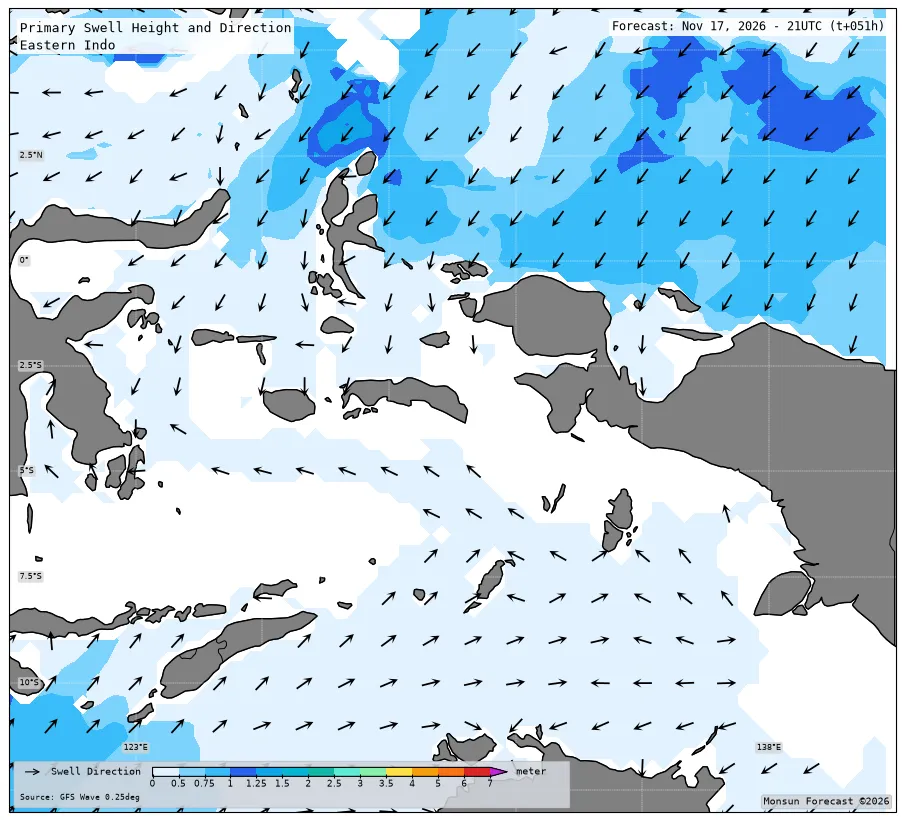 Primary Swell Height and Direction
Eastern Indo
Forecast: Nov 17, 2026 - 21UTC (t+051h)
2.5°N
0°
2.5°S
5°S
7.5°S
10°S
123°E
138°E
Swell Direction
meter
0 0.5 0.75 1 1.25 1.5 2 2.5 3 3.5 4 5 6 7
Source: GFS Wave 0.25deg
Monsun Forecast ©2026